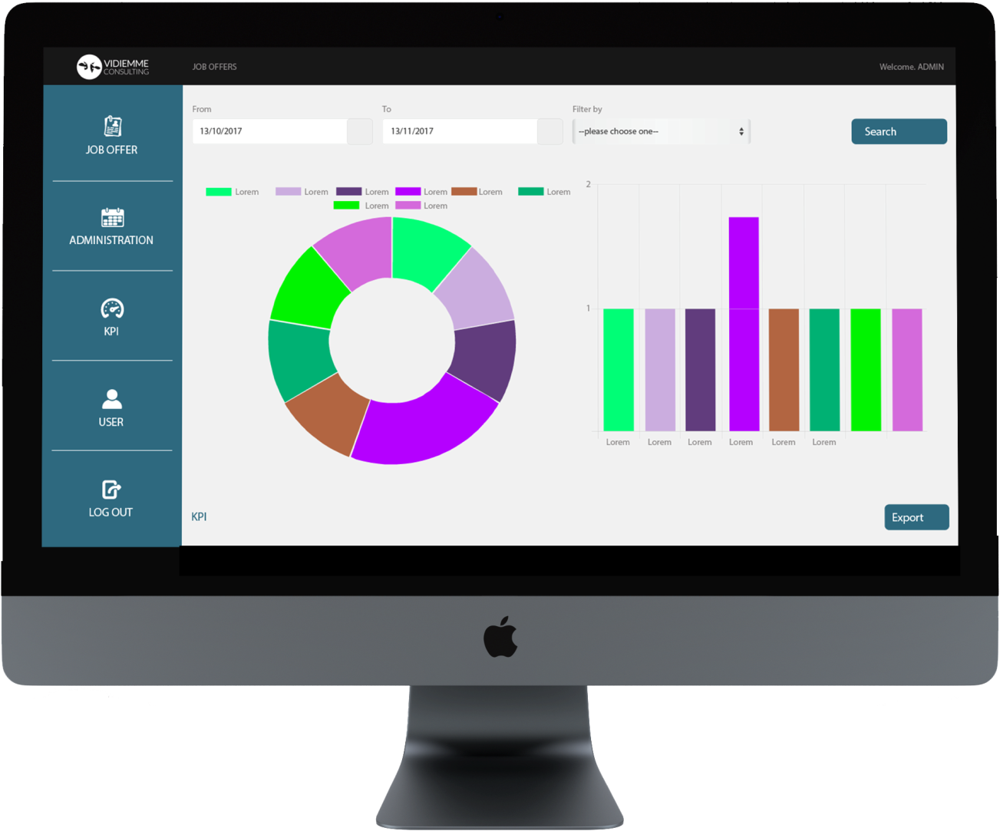 VIDIEMME
CONSULTING
JOB OFFERS
Welcome. ADMIN
JOB OFFER
ADMINISTRATION
KPI
USER
LOG OUT
From
To
Filter by
13/10/2017
13/11/2017
--please choose one--
Search
Lorem Lorem Lorem Lorem Lorem Lorem
Lorem Lorem
2
1
Lorem Lorem Lorem Lorem Lorem Lorem
KPI
Export